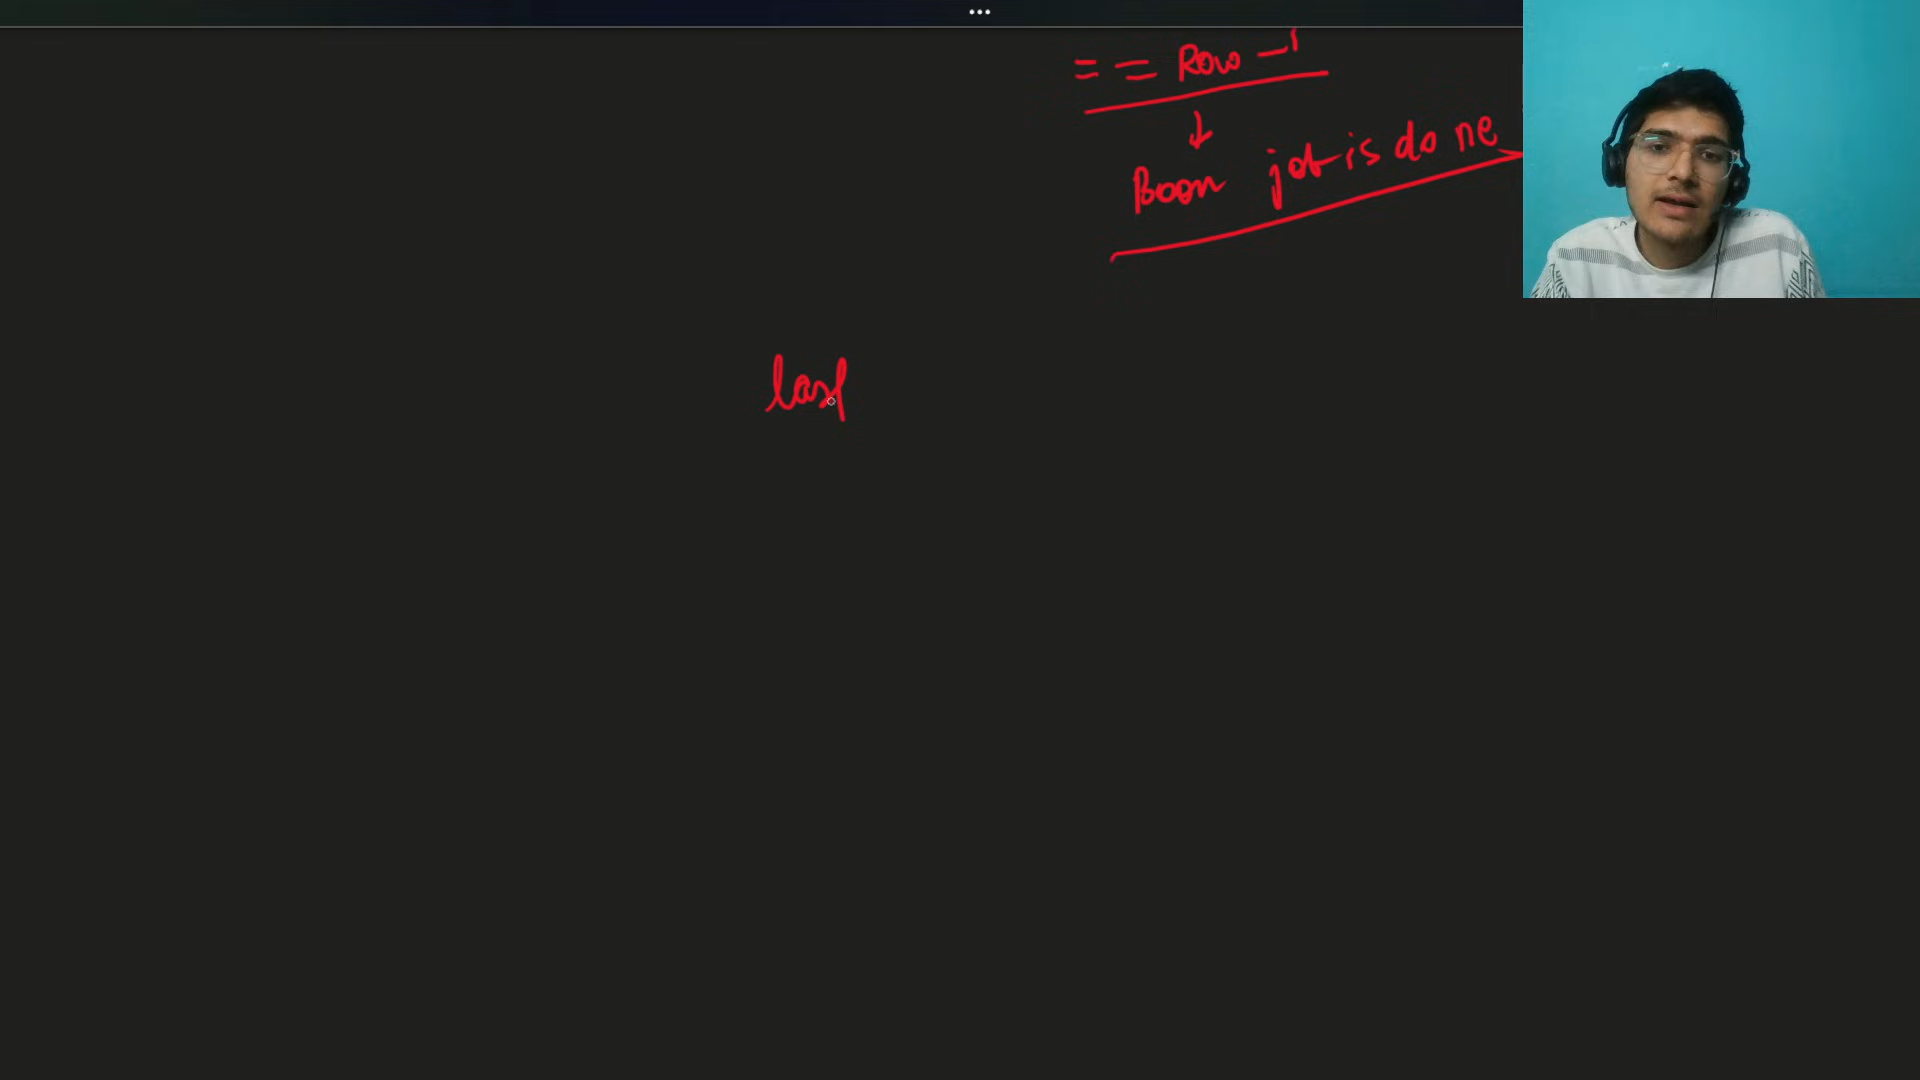 = = Row - 1
↓
Boom job is done
last